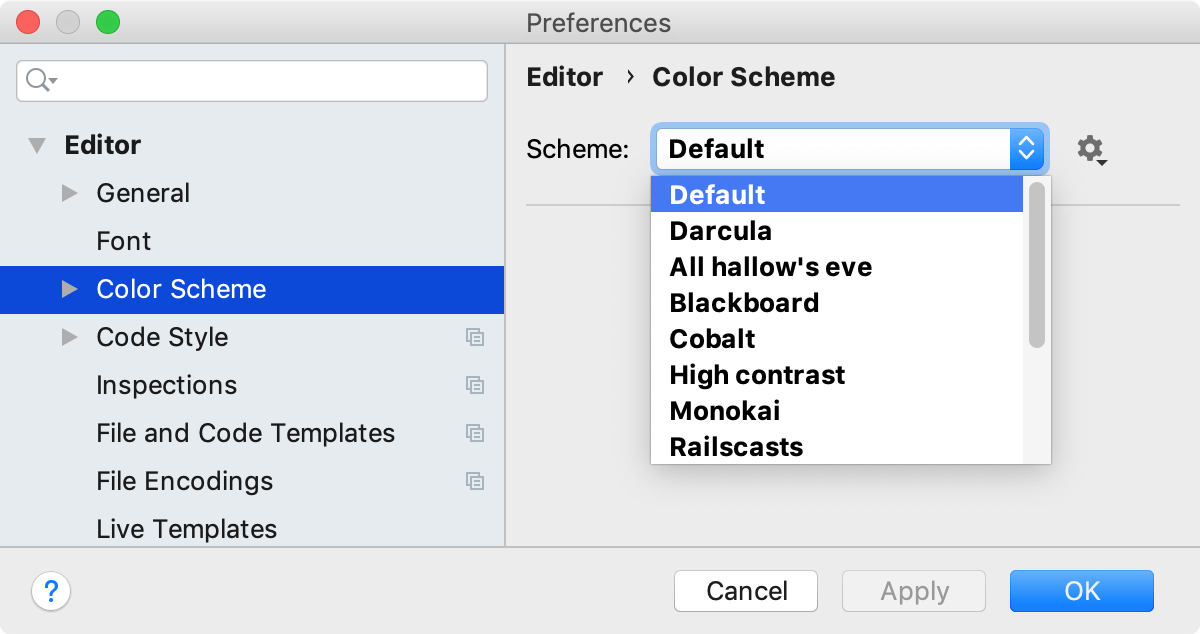 Preferences
Editor
General
Font
Color Scheme
Code Style
Inspections
File and Code Templates
File Encodings
Live Templates
Editor › Color Scheme
Scheme: Default
Default
Darcula
All hallow's eve
Blackboard
Cobalt
High contrast
Monokai
Railscasts
? Cancel Apply OK